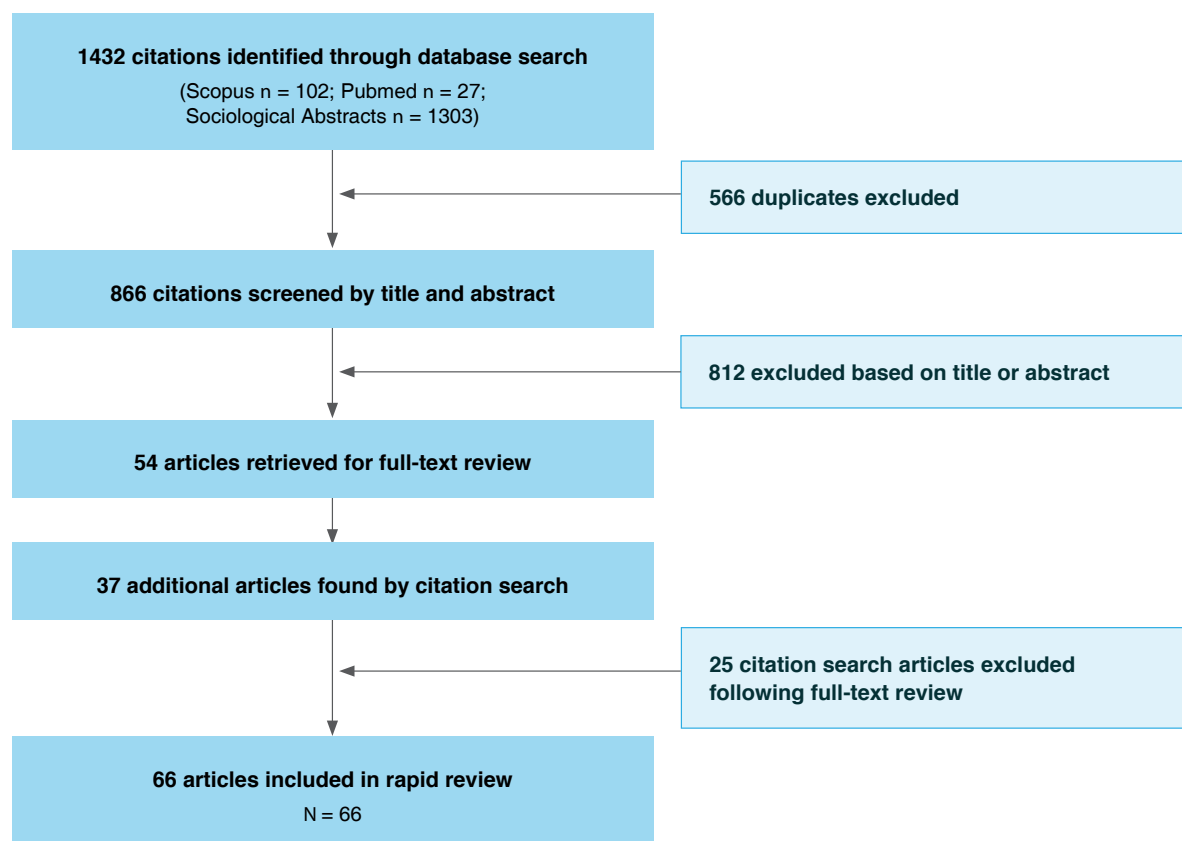 1432 citations identified through database search
(Scopus n = 102; Pubmed n = 27;
Sociological Abstracts n = 1303)
566 duplicates excluded
866 citations screened by title and abstract
812 excluded based on title or abstract
54 articles retrieved for full-text review
37 additional articles found by citation search
25 citation search articles excluded
following full-text review
66 articles included in rapid review
N = 66